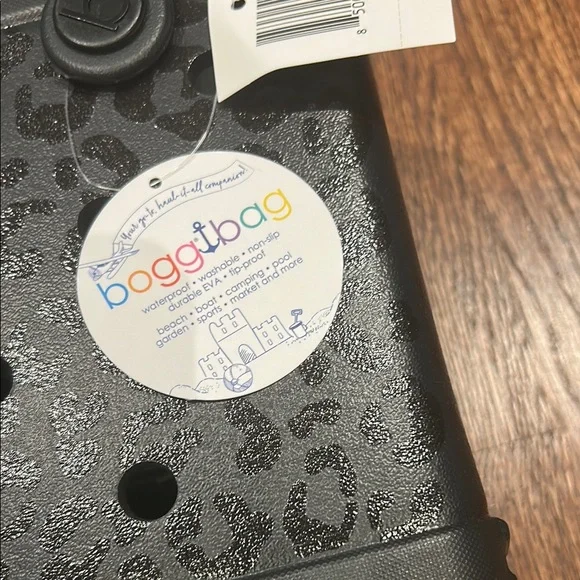 b
850
Your go-to, haul-it-all companion!
bogg bag
waterproof • washable • non-slip
durable EVA • tip-proof
beach • boat • camping • pool
garden • sports • market and more